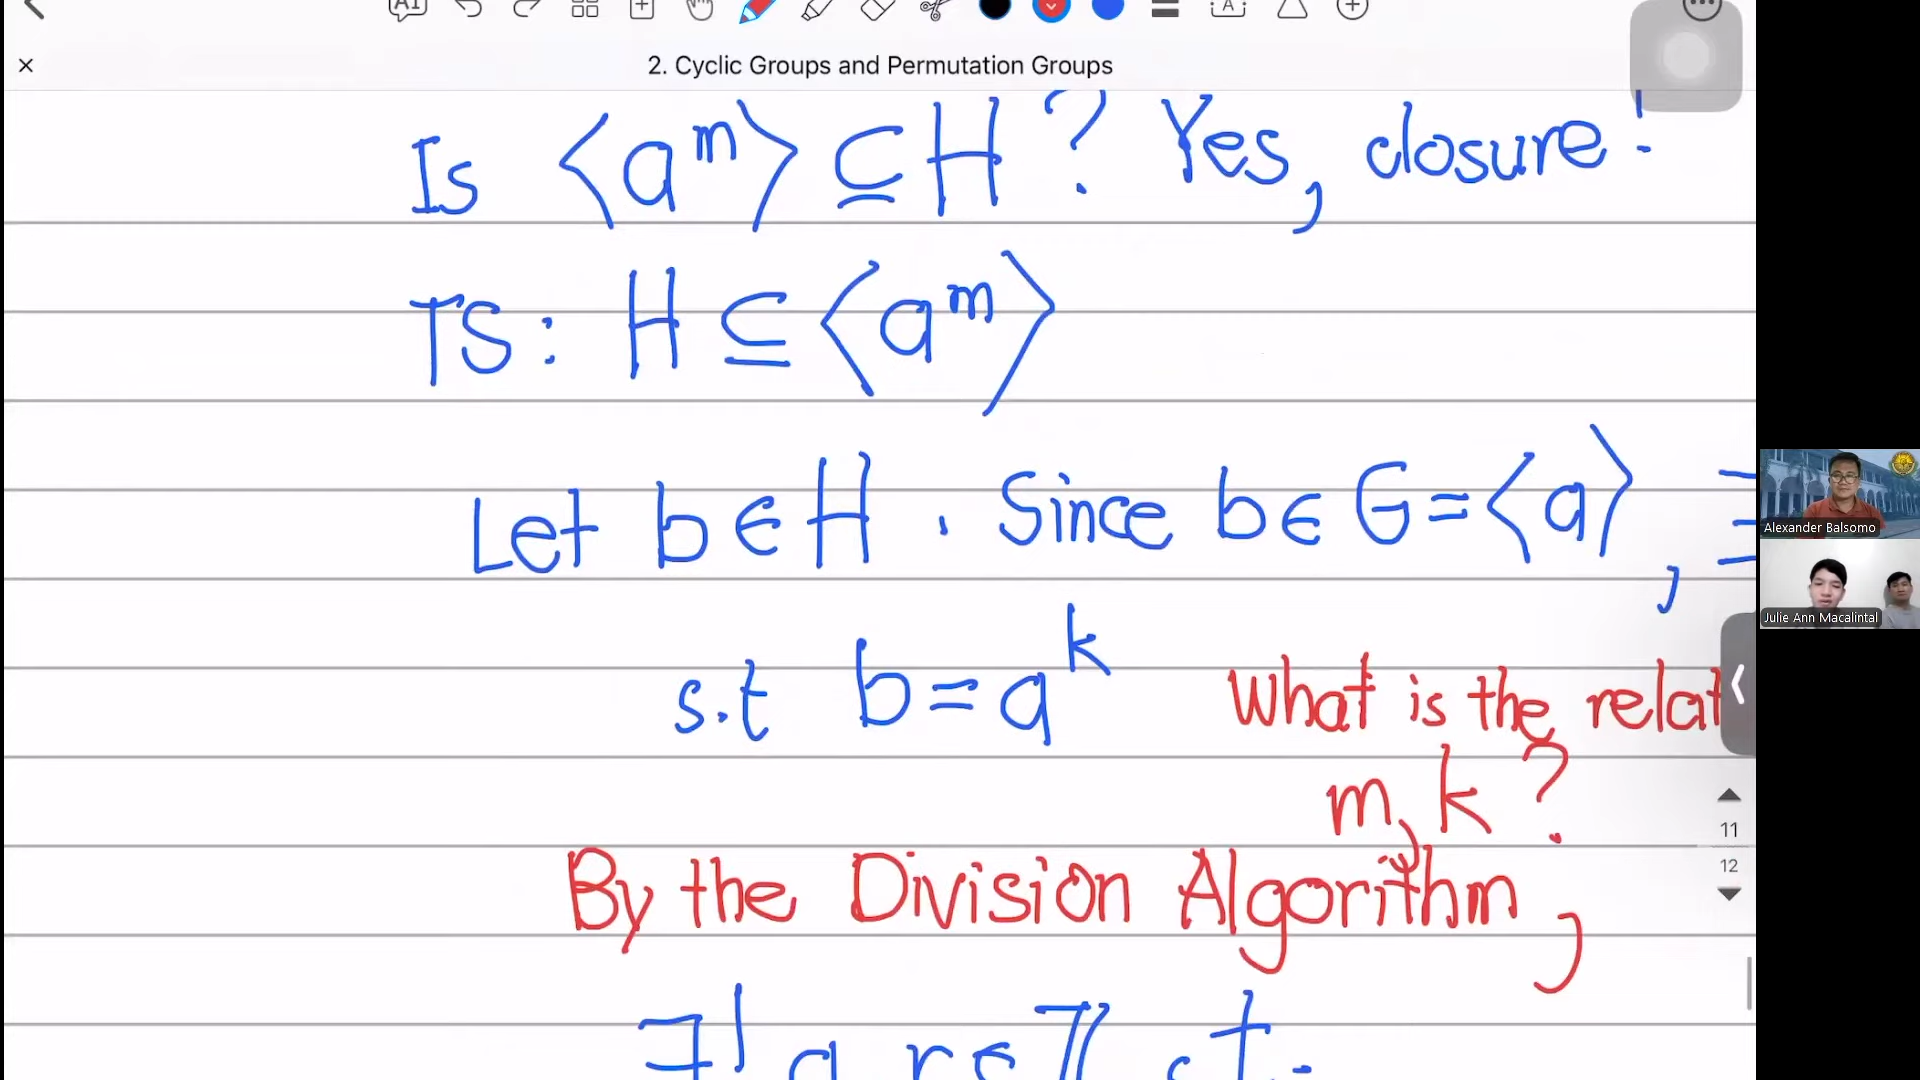 2. Cyclic Groups and Permutation Groups
Is ⟨a^m⟩ ⊆ H? Yes, closure!
TS: H ⊆ ⟨a^m⟩
Let b ∈ H. Since b ∈ G = ⟨a⟩,
s.t b = a^k
What is the
m, k?
By the Division Algorithm,
∃! q, r ∈ ℤ s.t.
11
12
Alexander Balsomo
Julie Ann Macalintal